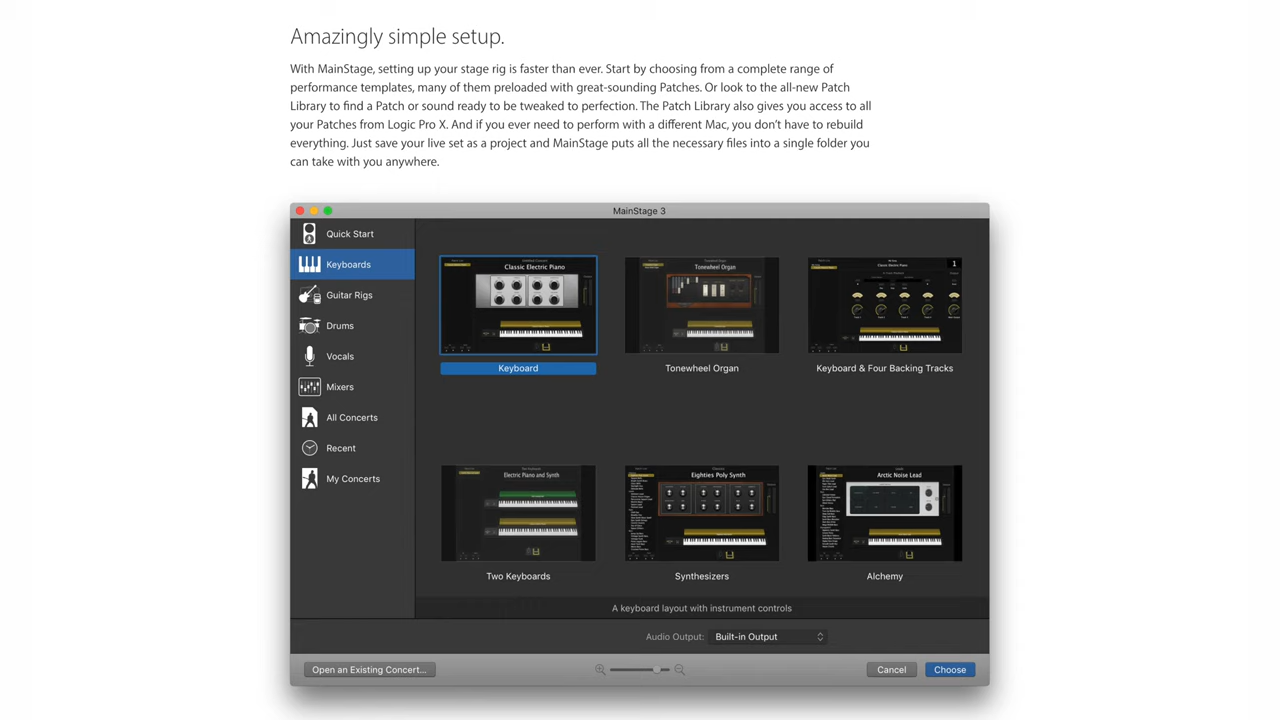 Amazingly simple setup.
With MainStage, setting up your stage rig is faster than ever. Start by choosing from a complete range of
performance templates, many of them preloaded with great-sounding Patches. Or look to the all-new Patch
Library to find a Patch or sound ready to be tweaked to perfection. The Patch Library also gives you access to all
your Patches from Logic Pro X. And if you ever need to perform with a different Mac, you don’t have to rebuild
everything. Just save your live set as a project and MainStage puts all the necessary files into a single folder you
can take with you anywhere.
MainStage 3
Quick Start
Keyboards
Guitar Rigs
Drums
Vocals
Mixers
All Concerts
Recent
My Concerts
Classic Electric Piano
Keyboard
Tonewheel Organ
Tonewheel Organ
Classic Electric Piano
1
Keyboard & Four Backing Tracks
Electric Piano and Synth
Two Keyboards
Eighties Poly Synth
Synthesizers
Arctic Noise Lead
Alchemy
A keyboard layout with instrument controls
Audio Output: Built-in Output
Open an Existing Concert...
Cancel
Choose